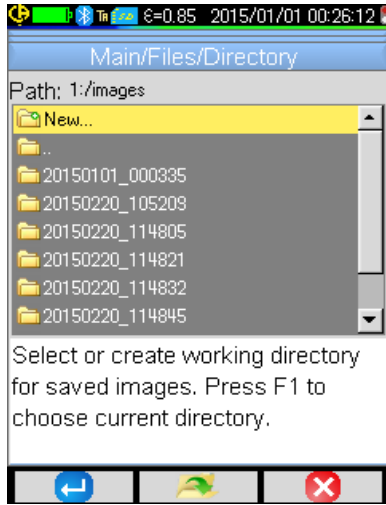 ε=0.85 2015/01/01 00:26:12
Main/Files/Directory
Path: 1:/images
New...
..
20150101_000335
20150220_105209
20150220_114805
20150220_114821
20150220_114832
20150220_114845
Select or create working directory
for saved images. Press F1 to
choose current directory.